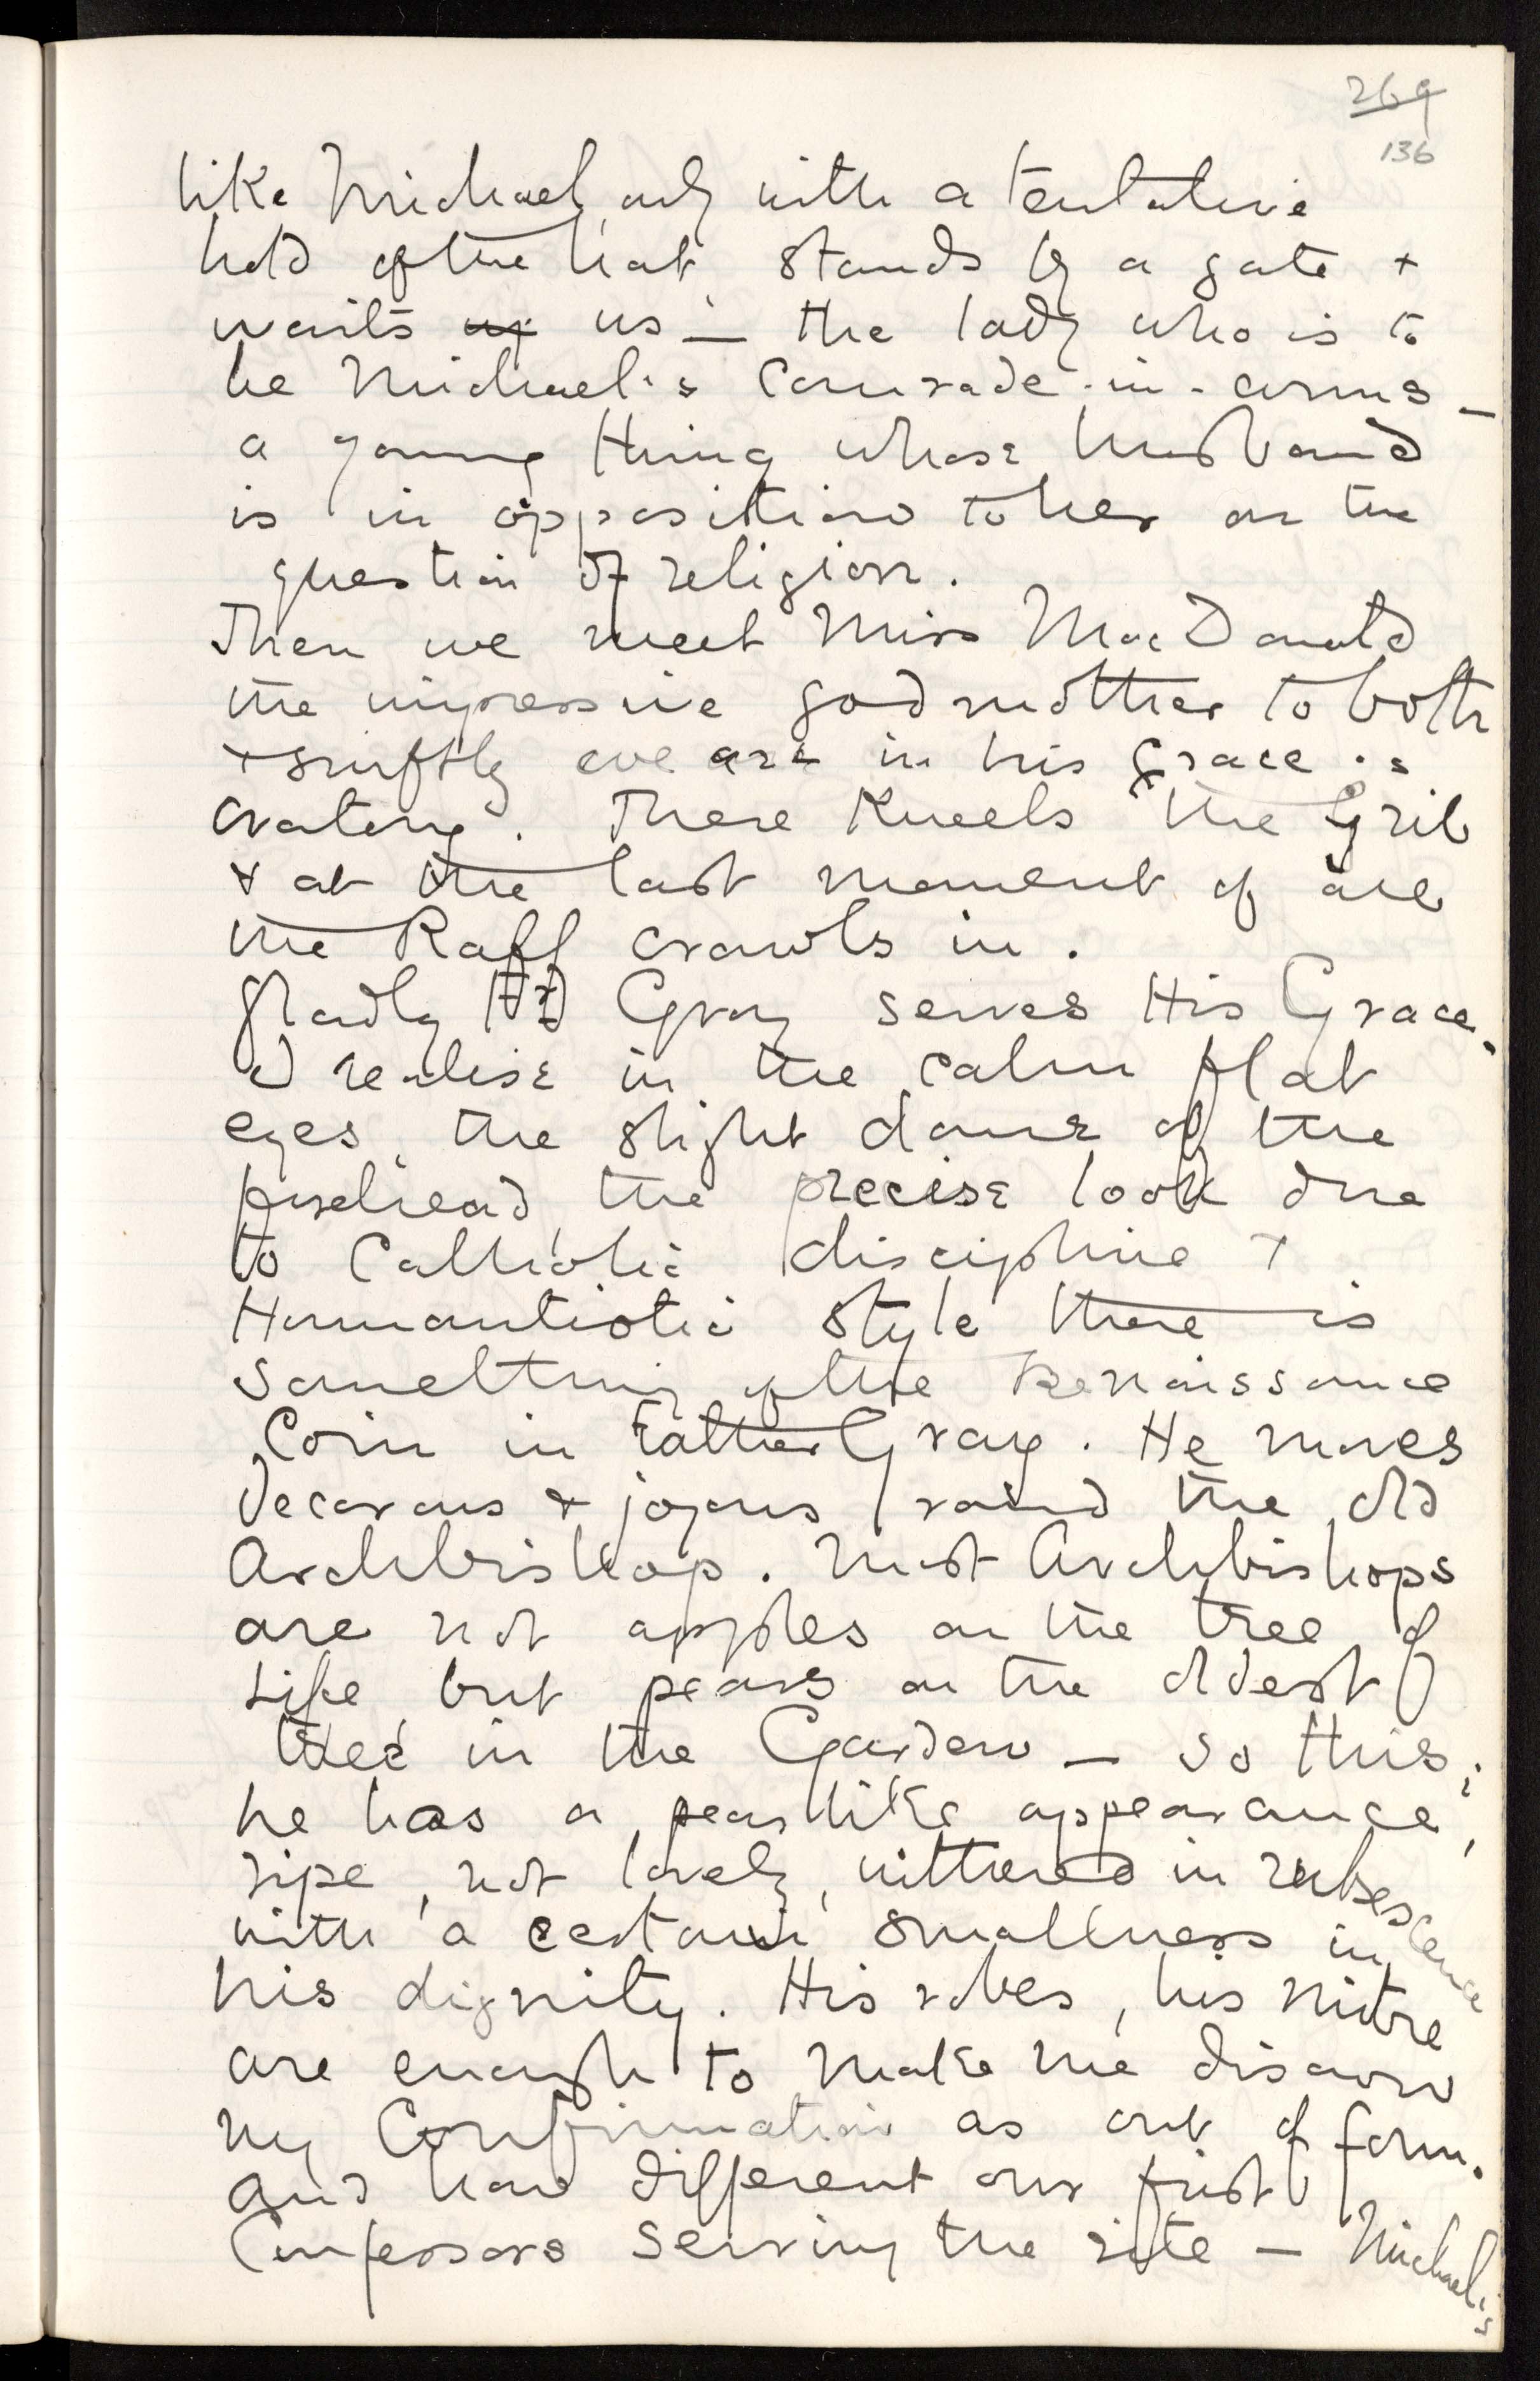 269
136
like Michael, only with a tentative
hold of the hat stands by a gate +
waits us – the lady who is to
be Michael's Comrade-in-arms –
a young thing whose husband
is in opposition to her on the
question of religion.
Then we meet Miss MacDonald
the impressive godmother to both
+ swiftly we are in his Grace's
oratory. There kneels the Grib
& at the last moment of all
the Raff crawls in.
Gladly Fr Gray serves His Grace.
I realise in the calm flat
eyes, the slight dome of the
forehead, the precise look due
to Catholic discipline +
Humantistic style there is
something of the Renaissance
Coin in Father Gray. He moves
decorous & joyous round the old
Archbishop. Most Archbishops
are not apples on the tree of
Life, but pears on the oldest
tree in the Garden – so this;
he has a pearlike appearance,
ripe, not lovely, withered in rubescence
with a certain smallness in
his dignity. His robes, his mitre
are enough to make me disown
my Confirmation as out of form.
And how different our first
Confessors serving the rite – Michael's